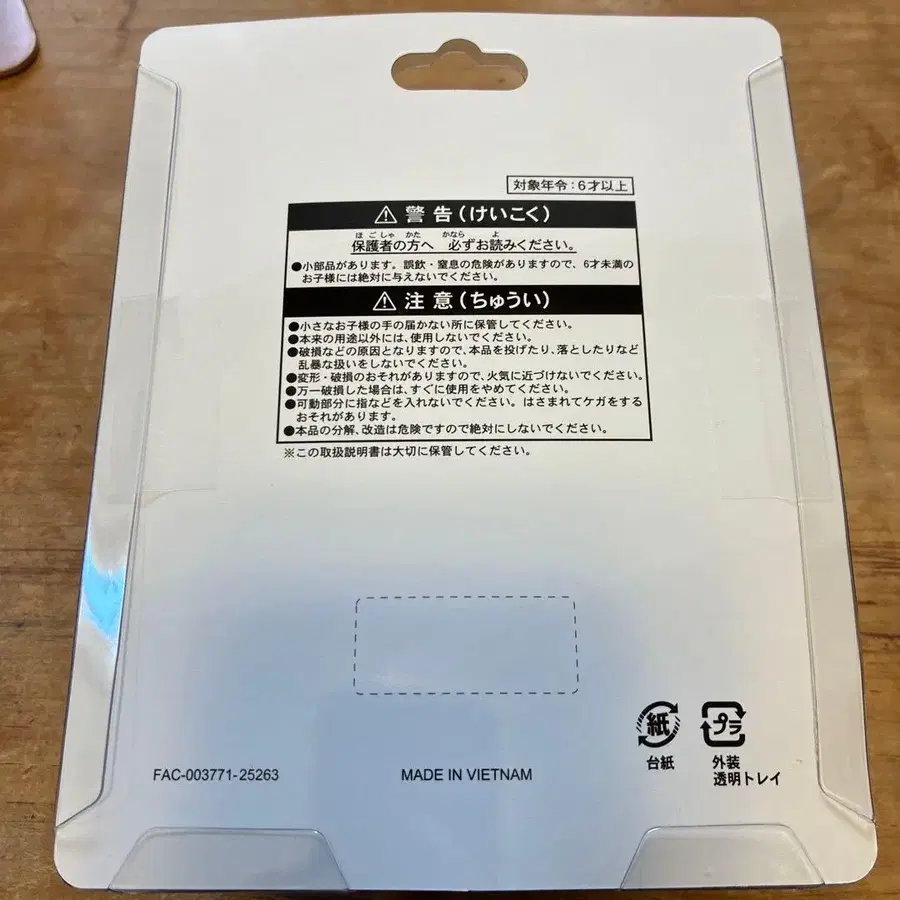 対象年令：6才以上
⚠ 警告（けいこく）
ほごしゃ かた かなら よ
保護者の方へ 必ずお読みください。
●小部品があります。誤飲・窒息の危険がありますので、6才未満の
お子様には絶対に与えないでください。
⚠ 注意（ちゅうい）
●小さなお子様の手の届かない所に保管してください。
●本来の用途以外には、使用しないでください。
●破損などの原因となりますので、本品を投げたり、落としたりなど
乱暴な扱いをしないでください。
●変形・破損のおそれがありますので、火気に近づけないでください。
●万一破損した場合は、すぐに使用をやめてください。
●可動部分に指などを入れないでください。はさまれてケガをする
おそれがあります。
●本品の分解、改造は危険ですので絶対にしないでください。
※この取扱説明書は大切に保管してください。
紙
台紙
プラ
外装
透明トレイ
FAC-003771-25263
MADE IN VIETNAM